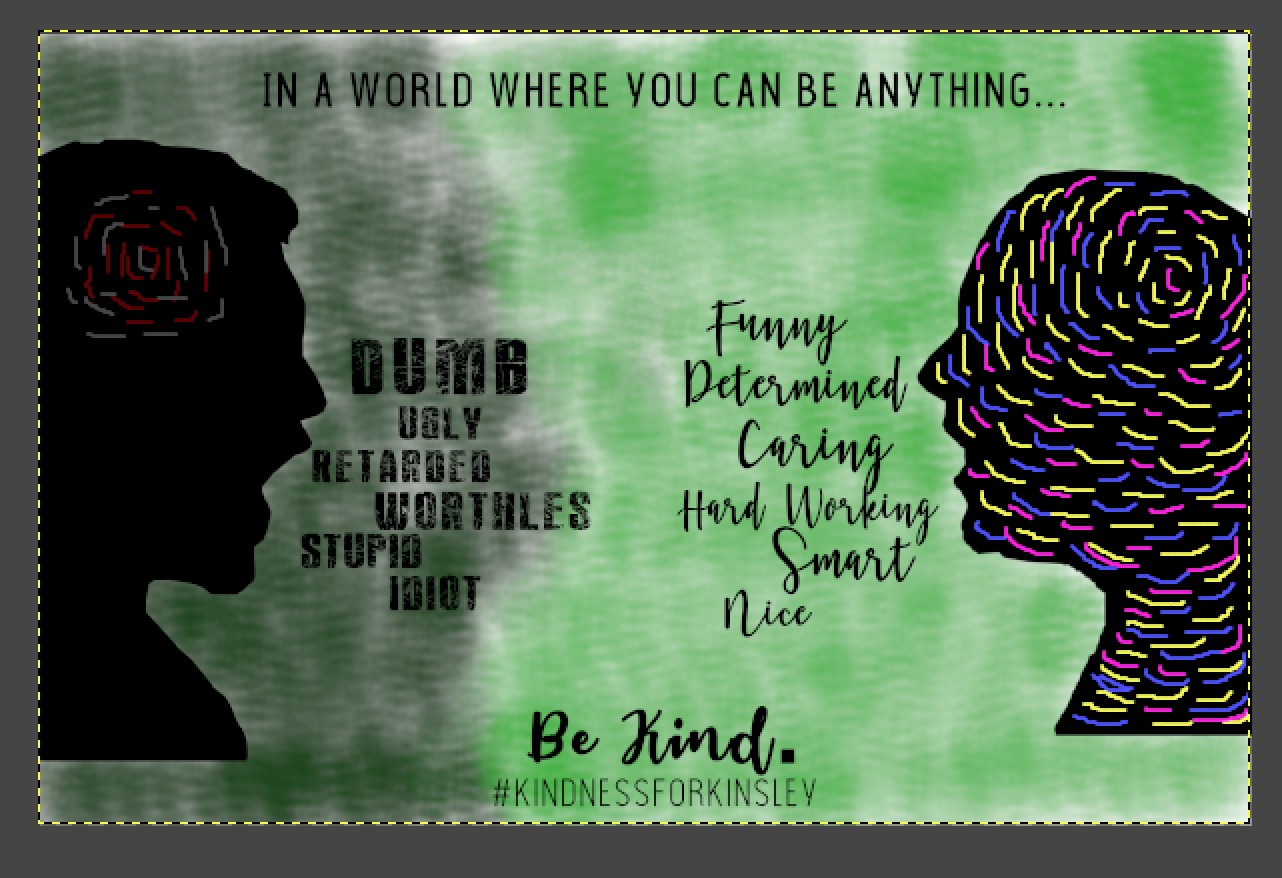 IN A WORLD WHERE YOU CAN BE ANYTHING...
DUMB
UGLY
RETARDED
WORTHLES
STUPID
IDIOT
Funny
Determined
Caring
Hard Working
Smart
Nice
Be Kind.
#KINDNESSFORKINSLEY